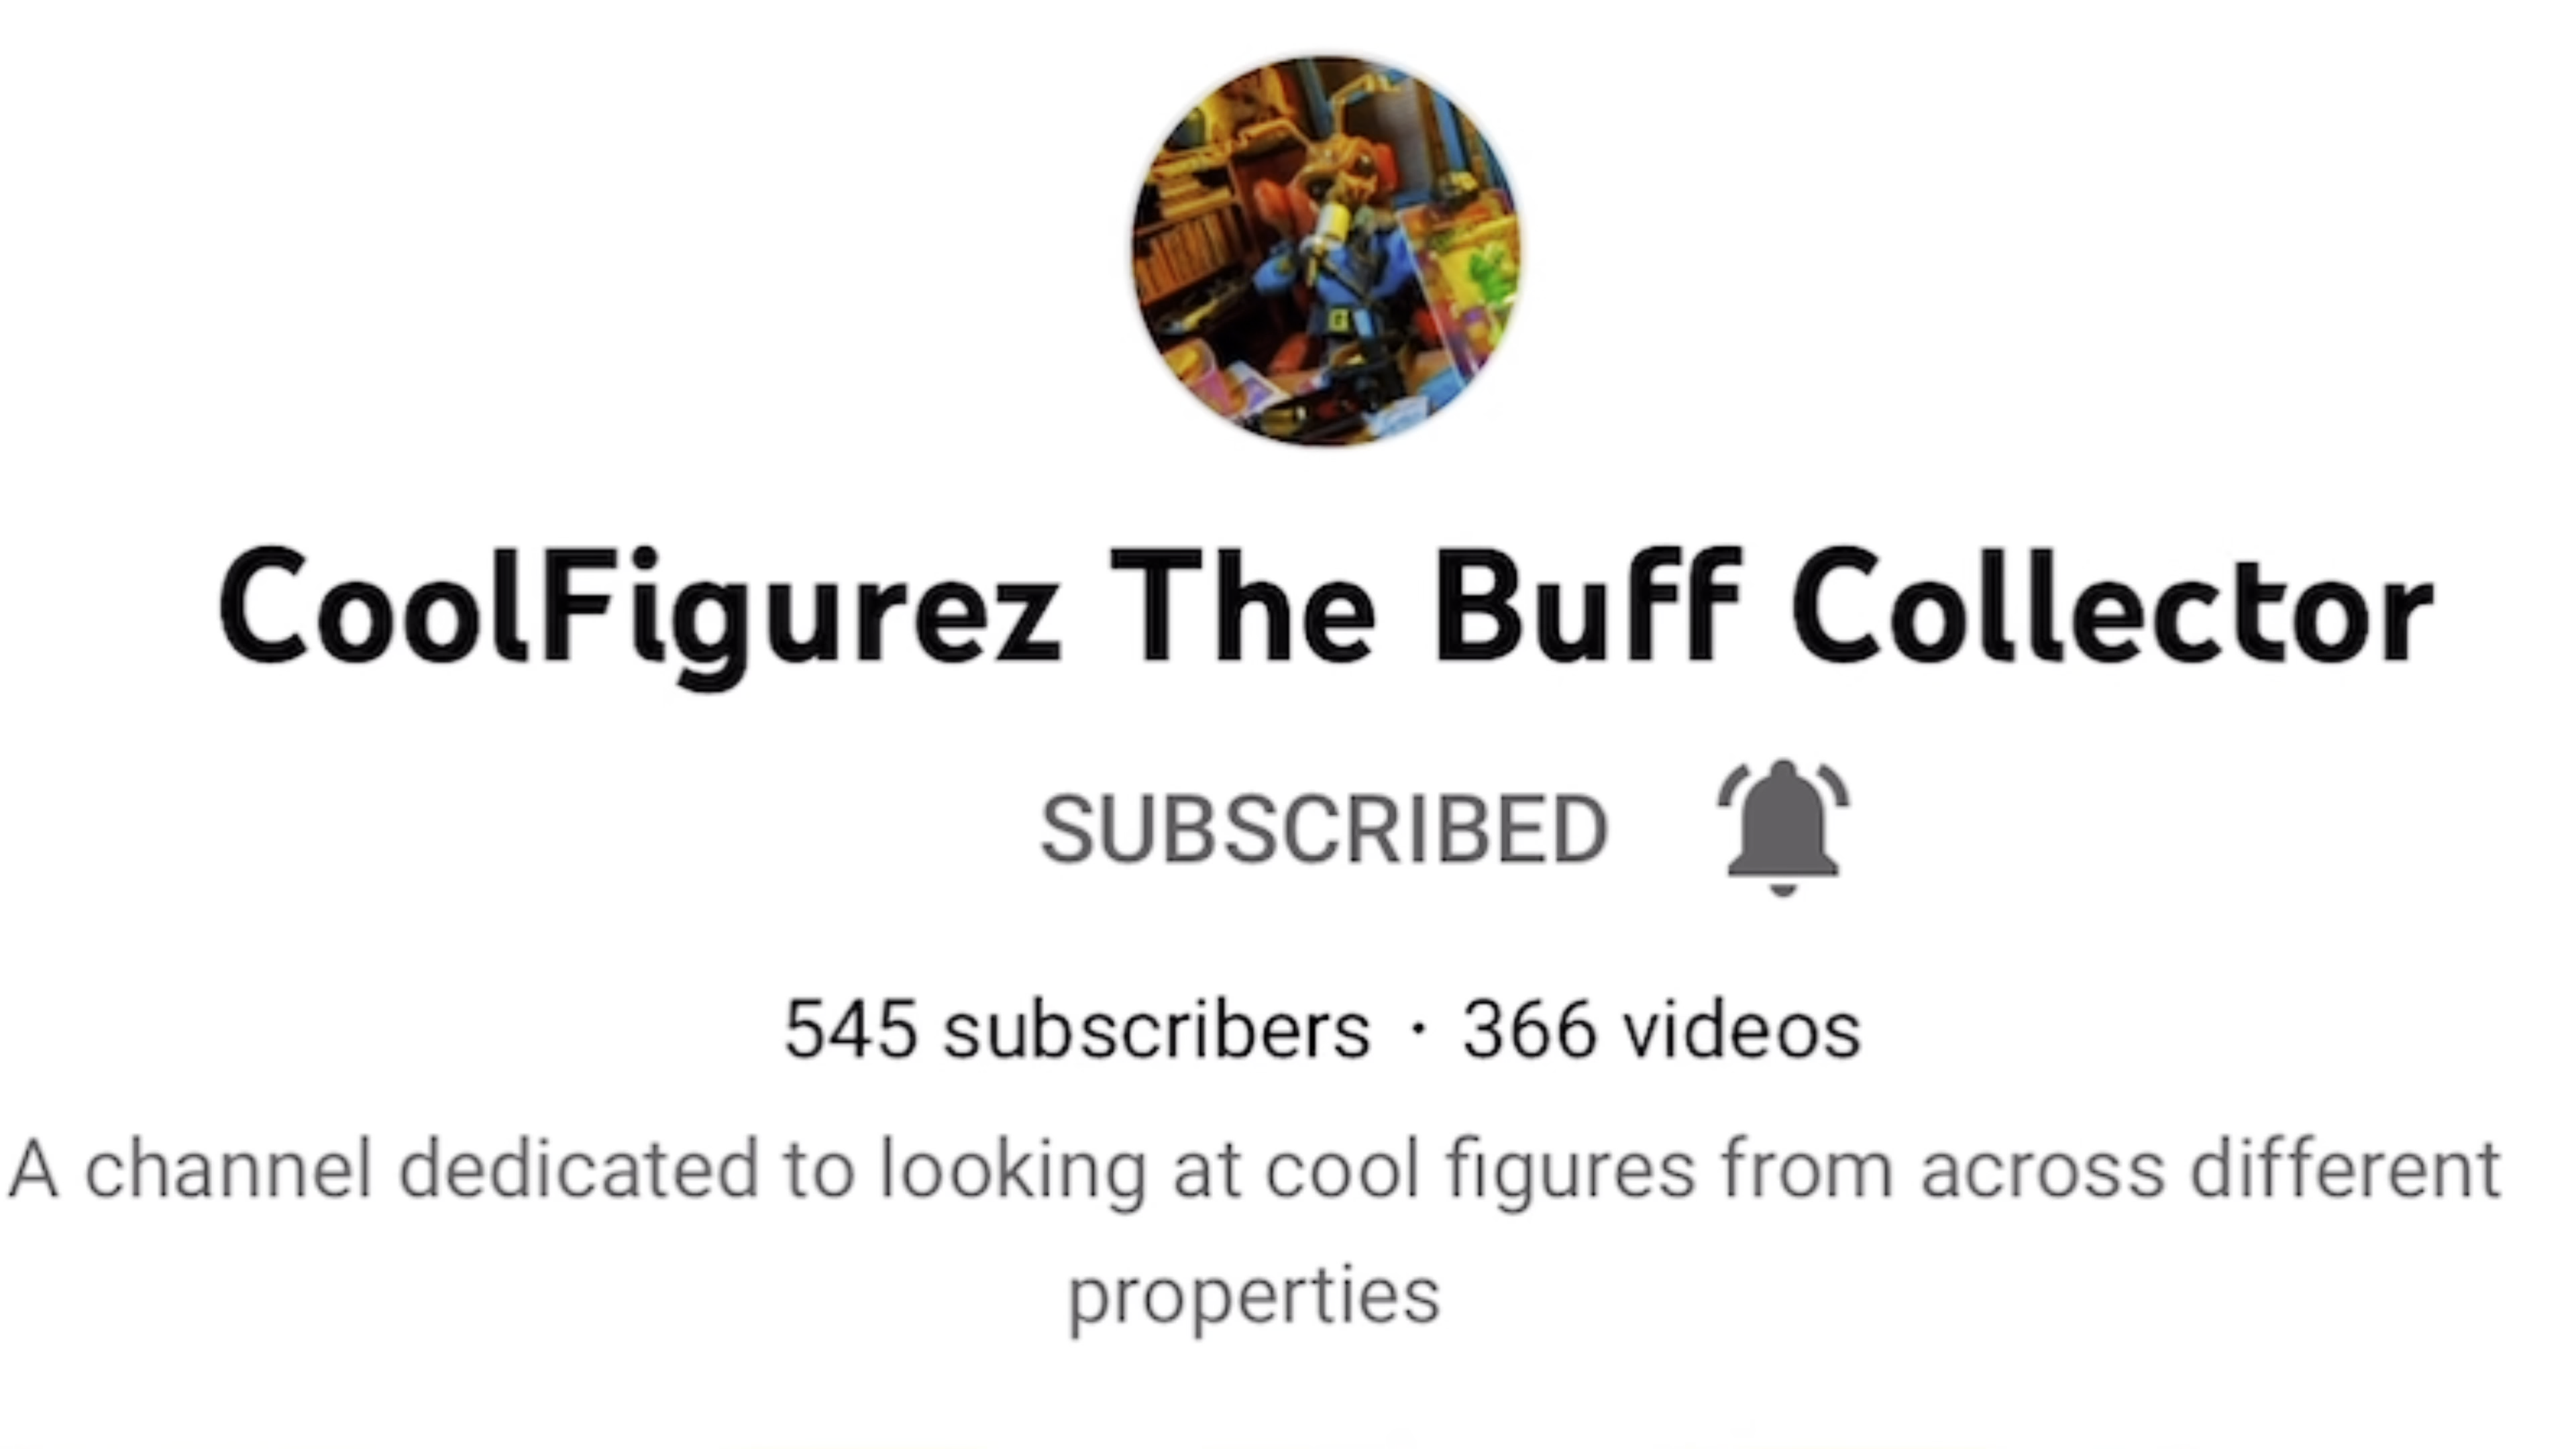 CoolFigurez The Buff Collector
SUBSCRIBED
545 subscribers · 366 videos
A channel dedicated to looking at cool figures from across different
properties